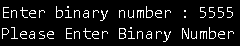 Enter binary number : 5555
Please Enter Binary Number